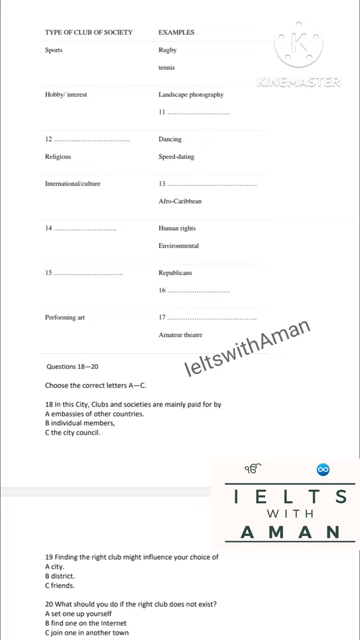 TYPE OF CLUB OF SOCIETY EXAMPLES
Sports Rugby
tennis
KINEMASTER
Hobby/ interest Landscape photography
11 ...............................
12 ..................................... Dancing
Religious Speed-dating
International/culture 13 ............................................
Afro-Caribbean
14 .............................. Human rights
Environmental
15 ................................. Republicans
16 ...............................
Performing art 17 ............................................
Amateur theatre
IeltswithAman
Questions 18—20
Choose the correct letters A—C.
18 In this City, Clubs and societies are mainly paid for by
A embassies of other countries.
B individual members,
C the city council.
ੴ
IELTS
WITH
AMAN
19 Finding the right club might influence your choice of
A city.
B district.
C friends.
20 What should you do if the right club does not exist?
A set one up yourself
B find one on the Internet
C join one in another town